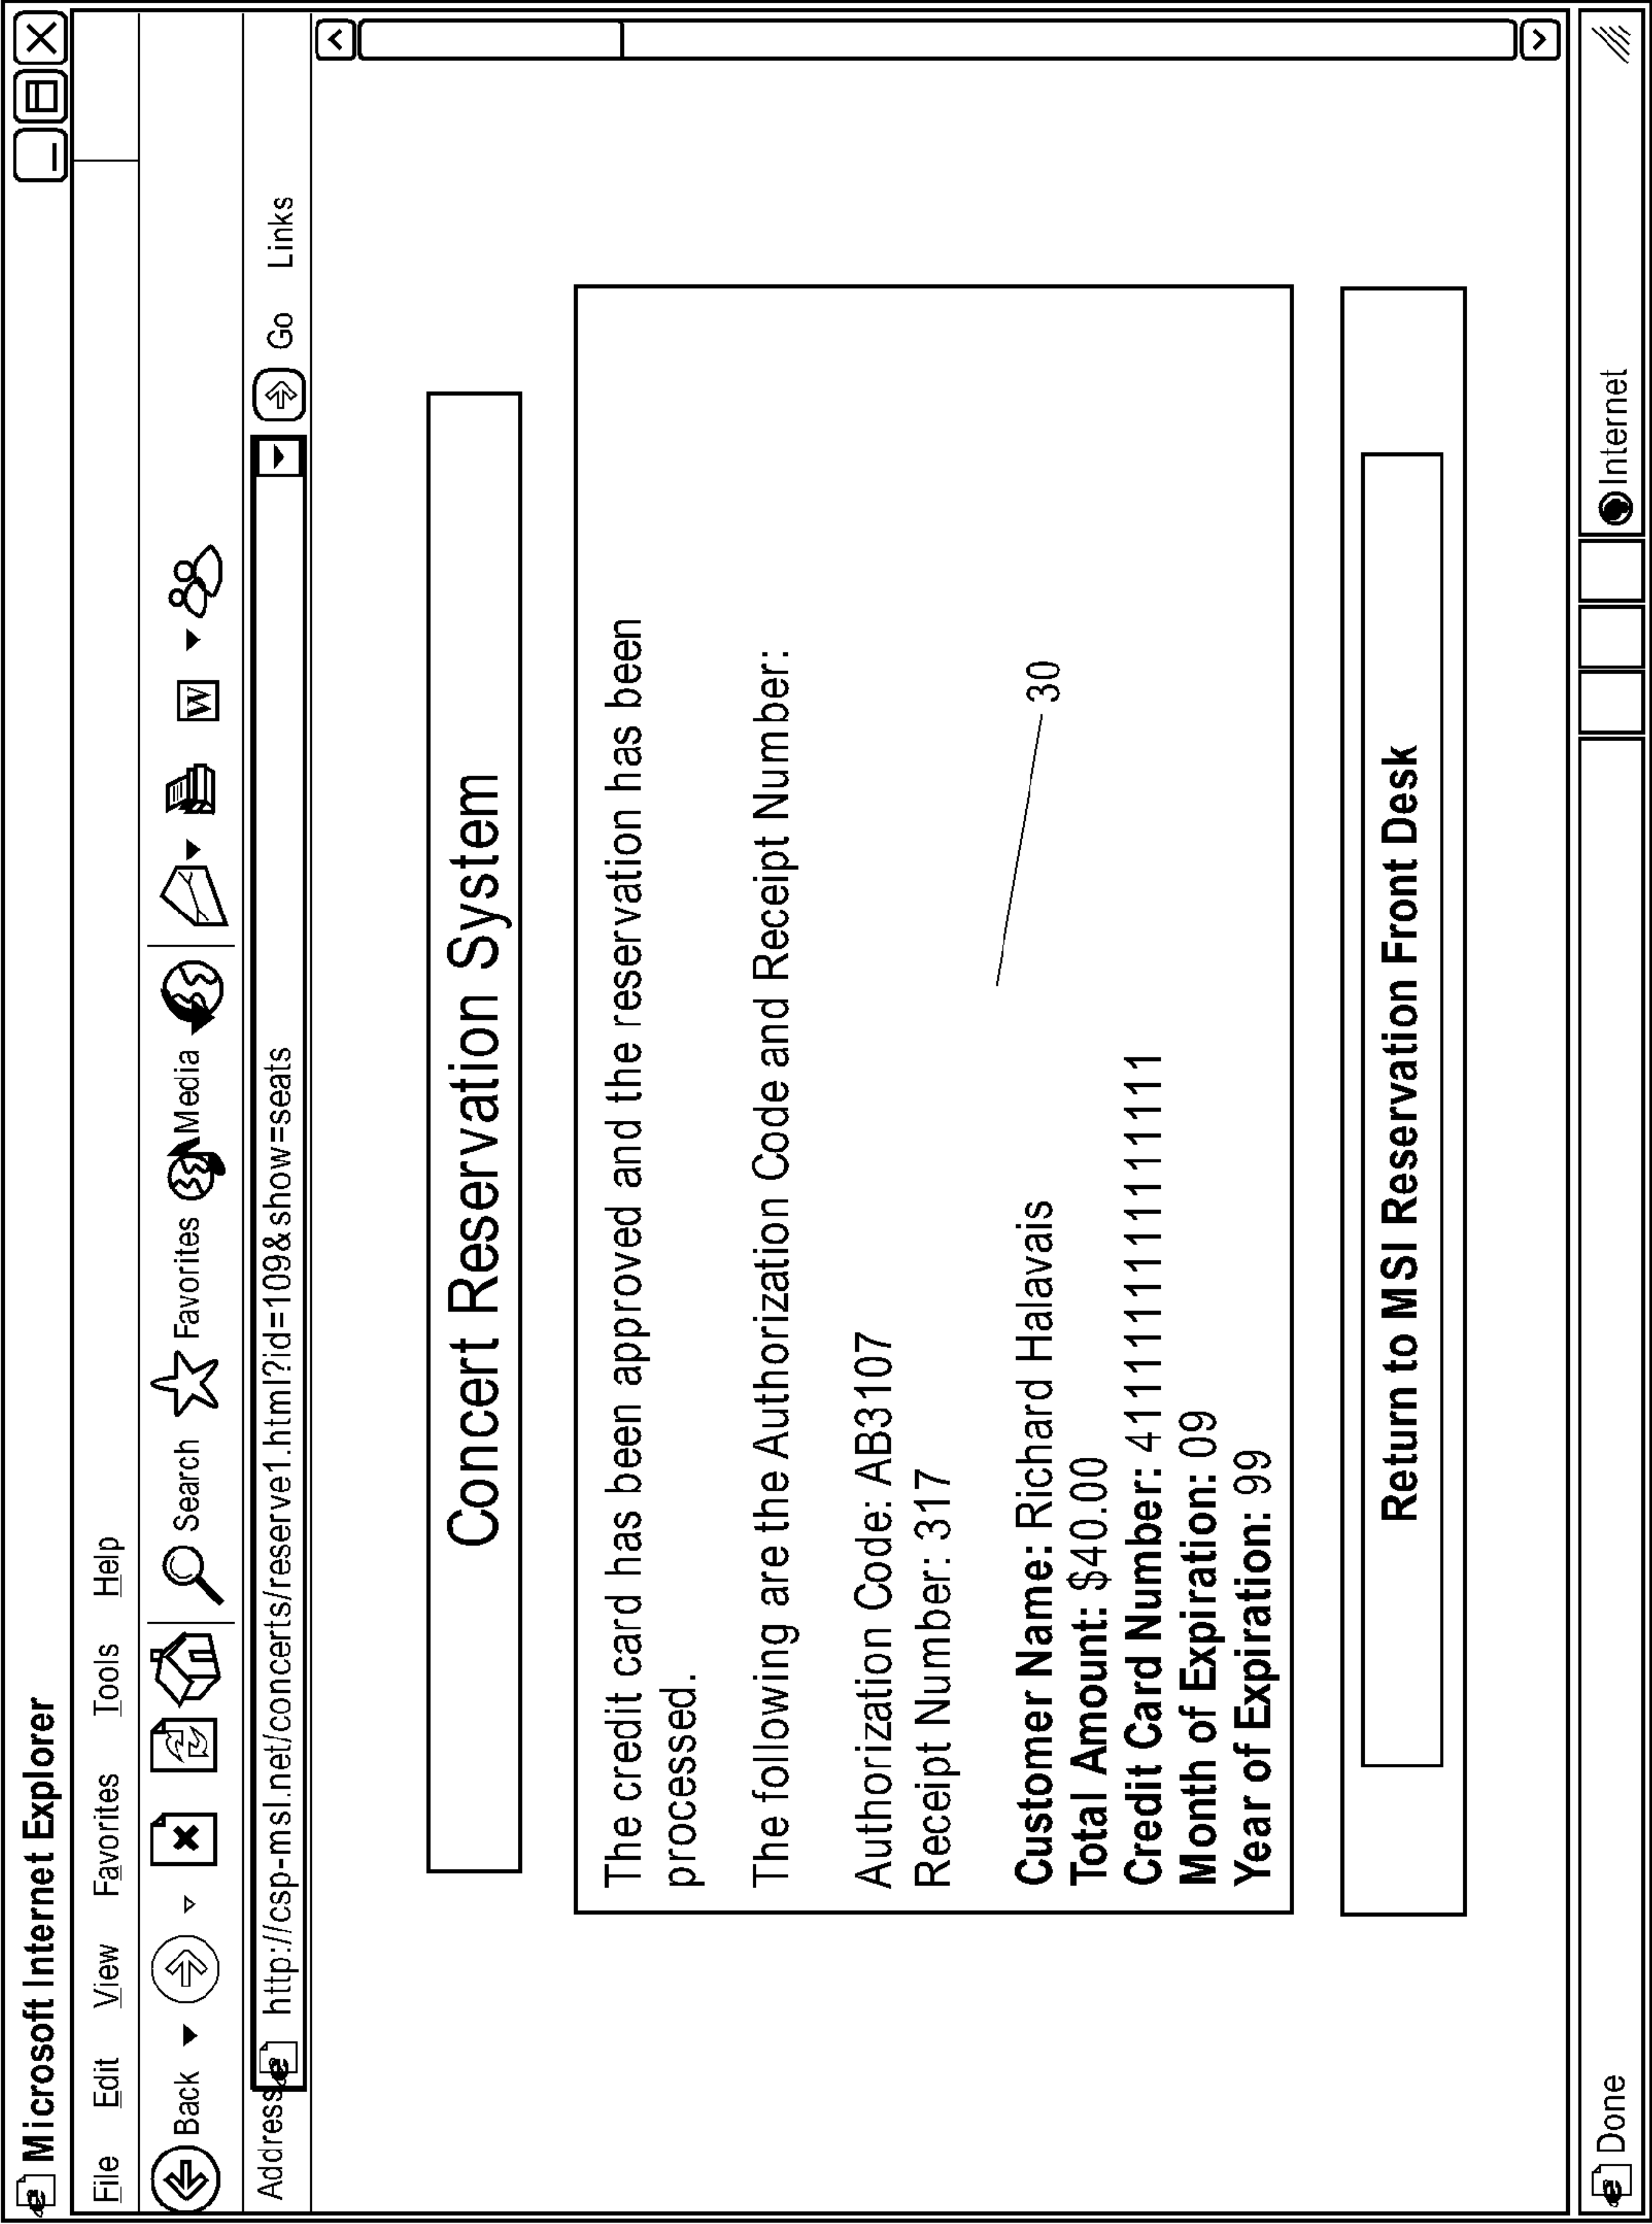 Microsoft Internet Explorer
File Edit View Favorites Tools Help
Back Search Favorites Media W
Address http://csp-msl.net/concerts/reserve1.html?id=109&show=seats Go Links
Concert Reservation System
The credit card has been approved and the reservation has been
processed.
The following are the Authorization Code and Receipt Number:
Authorization Code: AB3107
Receipt Number: 317
30
Customer Name: Richard Halavais
Total Amount: $40.00
Credit Card Number: 4111111111111111
Month of Expiration: 09
Year of Expiration: 99
Return to MSI Reservation Front Desk
Done Internet